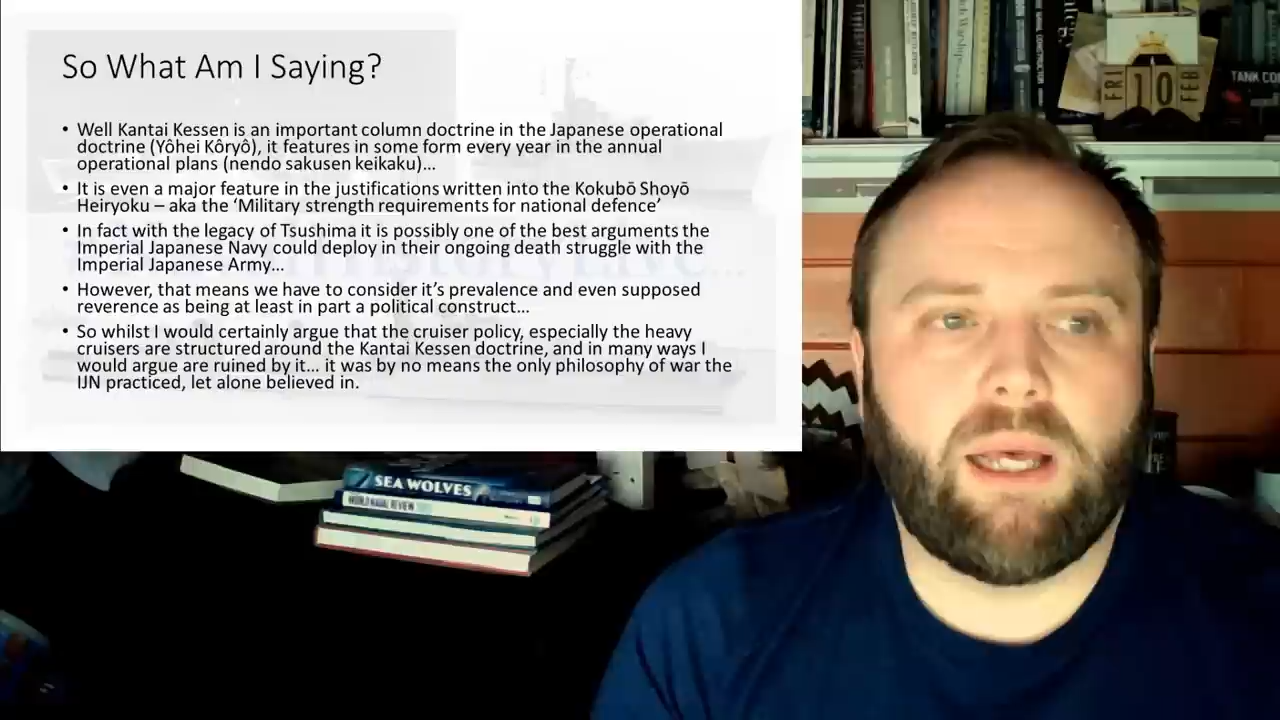 So What Am I Saying?
• Well Kantai Kessen is an important column doctrine in the Japanese operational
doctrine (Yôhei Kôryô), it features in some form every year in the annual
operational plans (nendo sakusen keikaku)...
• It is even a major feature in the justifications written into the Kokubō Shoyō
Heiryoku – aka the ‘Military strength requirements for national defence’
• In fact with the legacy of Tsushima it is possibly one of the best arguments the
Imperial Japanese Navy could deploy in their ongoing death struggle with the
Imperial Japanese Army...
• However, that means we have to consider it’s prevalence and even supposed
reverence as being at least in part a political construct...
• So whilst I would certainly argue that the cruiser policy, especially the heavy
cruisers are structured around the Kantai Kessen doctrine, and in many ways I
would argue are ruined by it... it was by no means the only philosophy of war the
IJN practiced, let alone believed in.
FRI 10 FEB
SEA WOLVES
WORLD NAVAL REVIEW